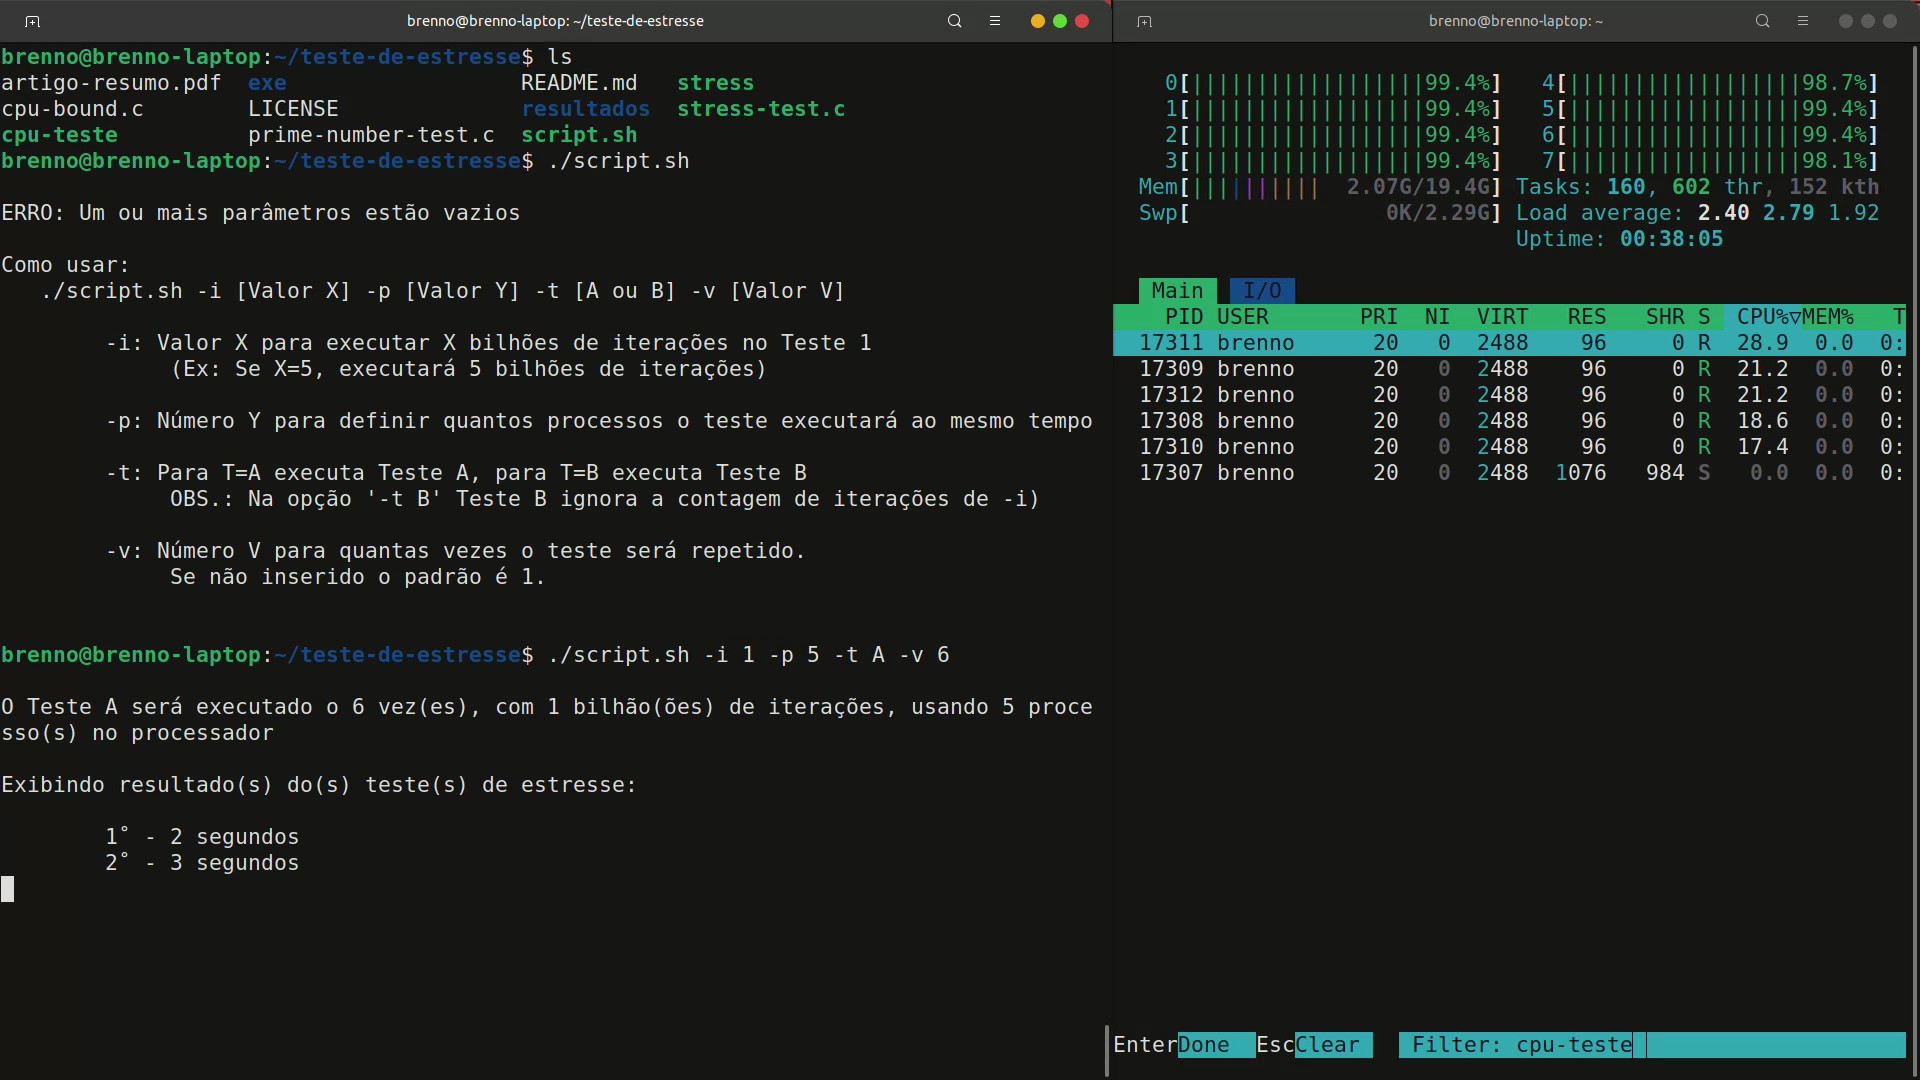 brenno@brenno-laptop: ~/teste-de-estresse
brenno@brenno-laptop:~/teste-de-estresse$ ls
artigo-resumo.pdf  exe                  README.md   stress
cpu-bound.c        LICENSE              resultados  stress-test.c
cpu-teste          prime-number-test.c  script.sh
brenno@brenno-laptop:~/teste-de-estresse$ ./script.sh
ERRO: Um ou mais parâmetros estão vazios
Como usar:
./script.sh -i [Valor X] -p [Valor Y] -t [A ou B] -v [Valor V]
-i: Valor X para executar X bilhões de iterações no Teste 1
(Ex: Se X=5, executará 5 bilhões de iterações)
-p: Número Y para definir quantos processos o teste executará ao mesmo tempo
-t: Para T=A executa Teste A, para T=B executa Teste B
OBS.: Na opção '-t B' Teste B ignora a contagem de iterações de -i)
-v: Número V para quantas vezes o teste será repetido.
Se não inserido o padrão é 1.
brenno@brenno-laptop:~/teste-de-estresse$ ./script.sh -i 1 -p 5 -t A -v 6
O Teste A será executado o 6 vez(es), com 1 bilhão(ões) de iterações, usando 5 proce
sso(s) no processador
Exibindo resultado(s) do(s) teste(s) de estresse:
1° - 2 segundos
2° - 3 segundos
brenno@brenno-laptop: ~
0[||||||||||||||||||99.4%]   4[||||||||||||||||||98.7%]
1[||||||||||||||||||99.4%]   5[||||||||||||||||||99.4%]
2[||||||||||||||||||99.4%]   6[||||||||||||||||||99.4%]
3[||||||||||||||||||99.4%]   7[||||||||||||||||||98.1%]
Mem[||||||||||  2.07G/19.4G] Tasks: 160, 602 thr, 152 kth
Swp[               0K/2.29G] Load average: 2.40 2.79 1.92
Uptime: 00:38:05
Main  I/O
PID USER       PRI  NI  VIRT   RES   SHR S  CPU%▽MEM%   T
17311 brenno      20   0  2488    96     0 R  28.9  0.0  0:
17309 brenno      20   0  2488    96     0 R  21.2  0.0  0:
17312 brenno      20   0  2488    96     0 R  21.2  0.0  0:
17308 brenno      20   0  2488    96     0 R  18.6  0.0  0:
17310 brenno      20   0  2488    96     0 R  17.4  0.0  0:
17307 brenno      20   0  2488  1076   984 S   0.0  0.0  0:
EnterDone  EscClear   Filter: cpu-teste